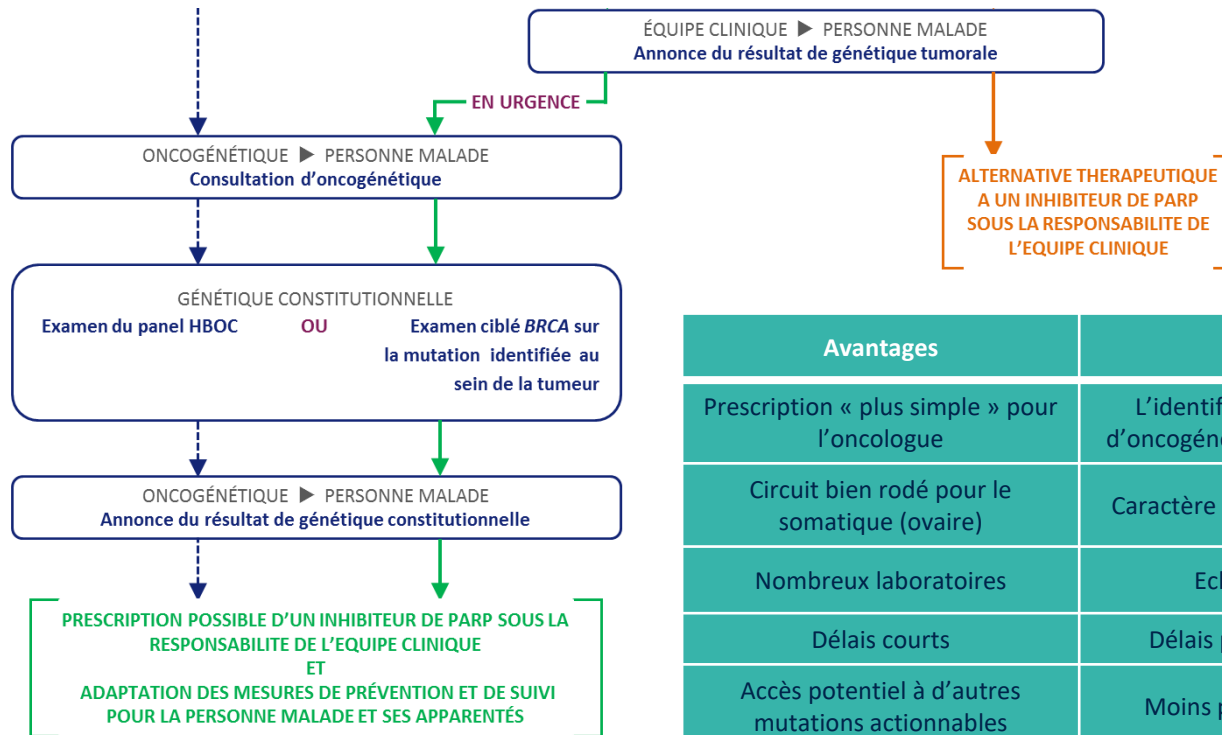 ÉQUIPE CLINIQUE ▶ PERSONNE MALADE
Annonce du résultat de génétique tumorale
EN URGENCE
ONCOGÉNÉTIQUE ▶ PERSONNE MALADE
Consultation d'oncogénétique
ALTERNATIVE THERAPEUTIQUE
A UN INHIBITEUR DE PARP
SOUS LA RESPONSABILITE DE
L'EQUIPE CLINIQUE
GÉNÉTIQUE CONSTITUTIONNELLE
Examen du panel HBOC OU Examen ciblé BRCA sur
la mutation identifiée au
sein de la tumeur
ONCOGÉNÉTIQUE ▶ PERSONNE MALADE
Annonce du résultat de génétique constitutionnelle
PRESCRIPTION POSSIBLE D'UN INHIBITEUR DE PARP SOUS LA
RESPONSABILITE DE L'EQUIPE CLINIQUE
ET
ADAPTATION DES MESURES DE PRÉVENTION ET DE SUIVI
POUR LA PERSONNE MALADE ET SES APPARENTÉS
Avantages
Prescription « plus simple » pour
l'oncologue
L'identif
d'oncogéné
Circuit bien rodé pour le
somatique (ovaire)
Caractère
Nombreux laboratoires
Délais courts
Délais
Accès potentiel à d'autres
mutations actionnables
Moins